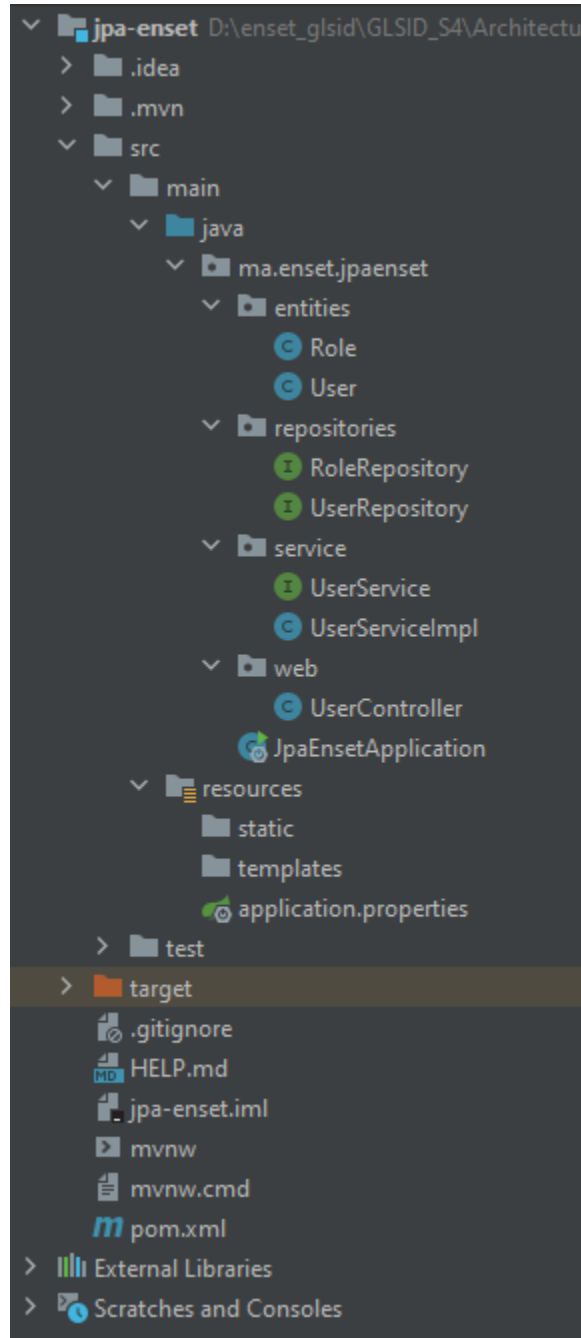 jpa-enset D:\enset_glsid\GLSID_S4\Architectu
.idea
.mvn
src
main
java
ma.enset.jpaenset
entities
C Role
C User
repositories
I RoleRepository
I UserRepository
service
I UserService
C UserServiceImpl
web
C UserController
JpaEnsetApplication
resources
static
templates
application.properties
test
target
.gitignore
MD HELP.md
jpa-enset.iml
mvnw
mvnw.cmd
m pom.xml
External Libraries
Scratches and Consoles